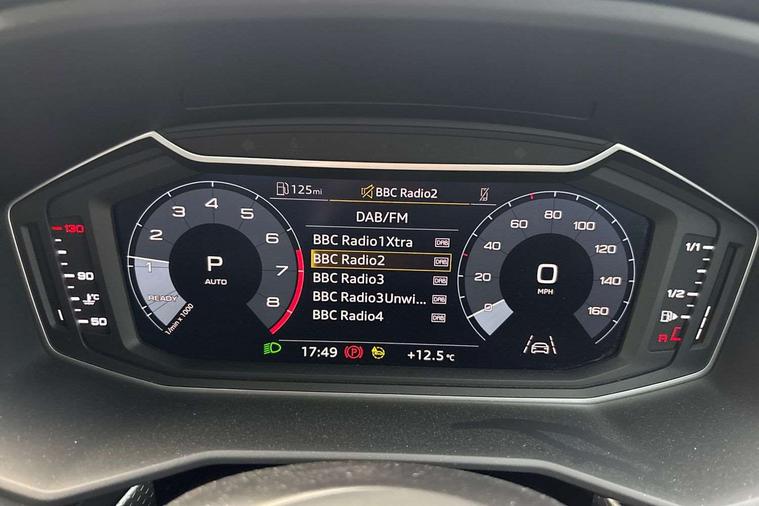 125mi
BBC Radio2
DAB/FM
BBC Radio1Xtra DAB
BBC Radio2 DAB
BBC Radio3 DAB
BBC Radio3Unwi... DAB
BBC Radio4 DAB
1 2 3 4 5 6 7 8
READY
1/min x 1000
P
AUTO
0 20 40 60 80 100 120 140 160
0
MPH
17:49
P
+12.5°C
130
90
°C
50
1/1
1/2
R